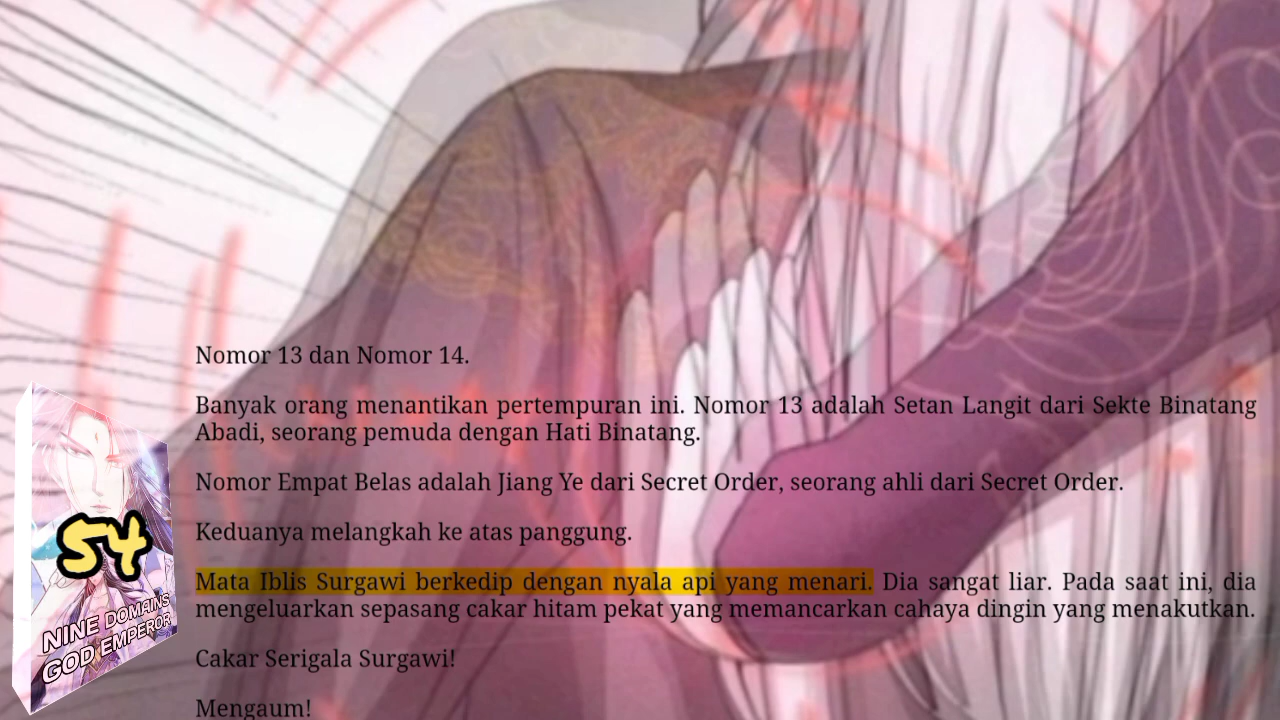 Nomor 13 dan Nomor 14.
Banyak orang menantikan pertempuran ini. Nomor 13 adalah Setan Langit dari Sekte Binatang
Abadi, seorang pemuda dengan Hati Binatang.
Nomor Empat Belas adalah Jiang Ye dari Secret Order, seorang ahli dari Secret Order.
Keduanya melangkah ke atas panggung.
Mata Iblis Surgawi berkedip dengan nyala api yang menari. Dia sangat liar. Pada saat ini, dia
mengeluarkan sepasang cakar hitam pekat yang memancarkan cahaya dingin yang menakutkan.
Cakar Serigala Surgawi!
Mengaum!
54
NINE DOMAINS
GOD EMPEROR